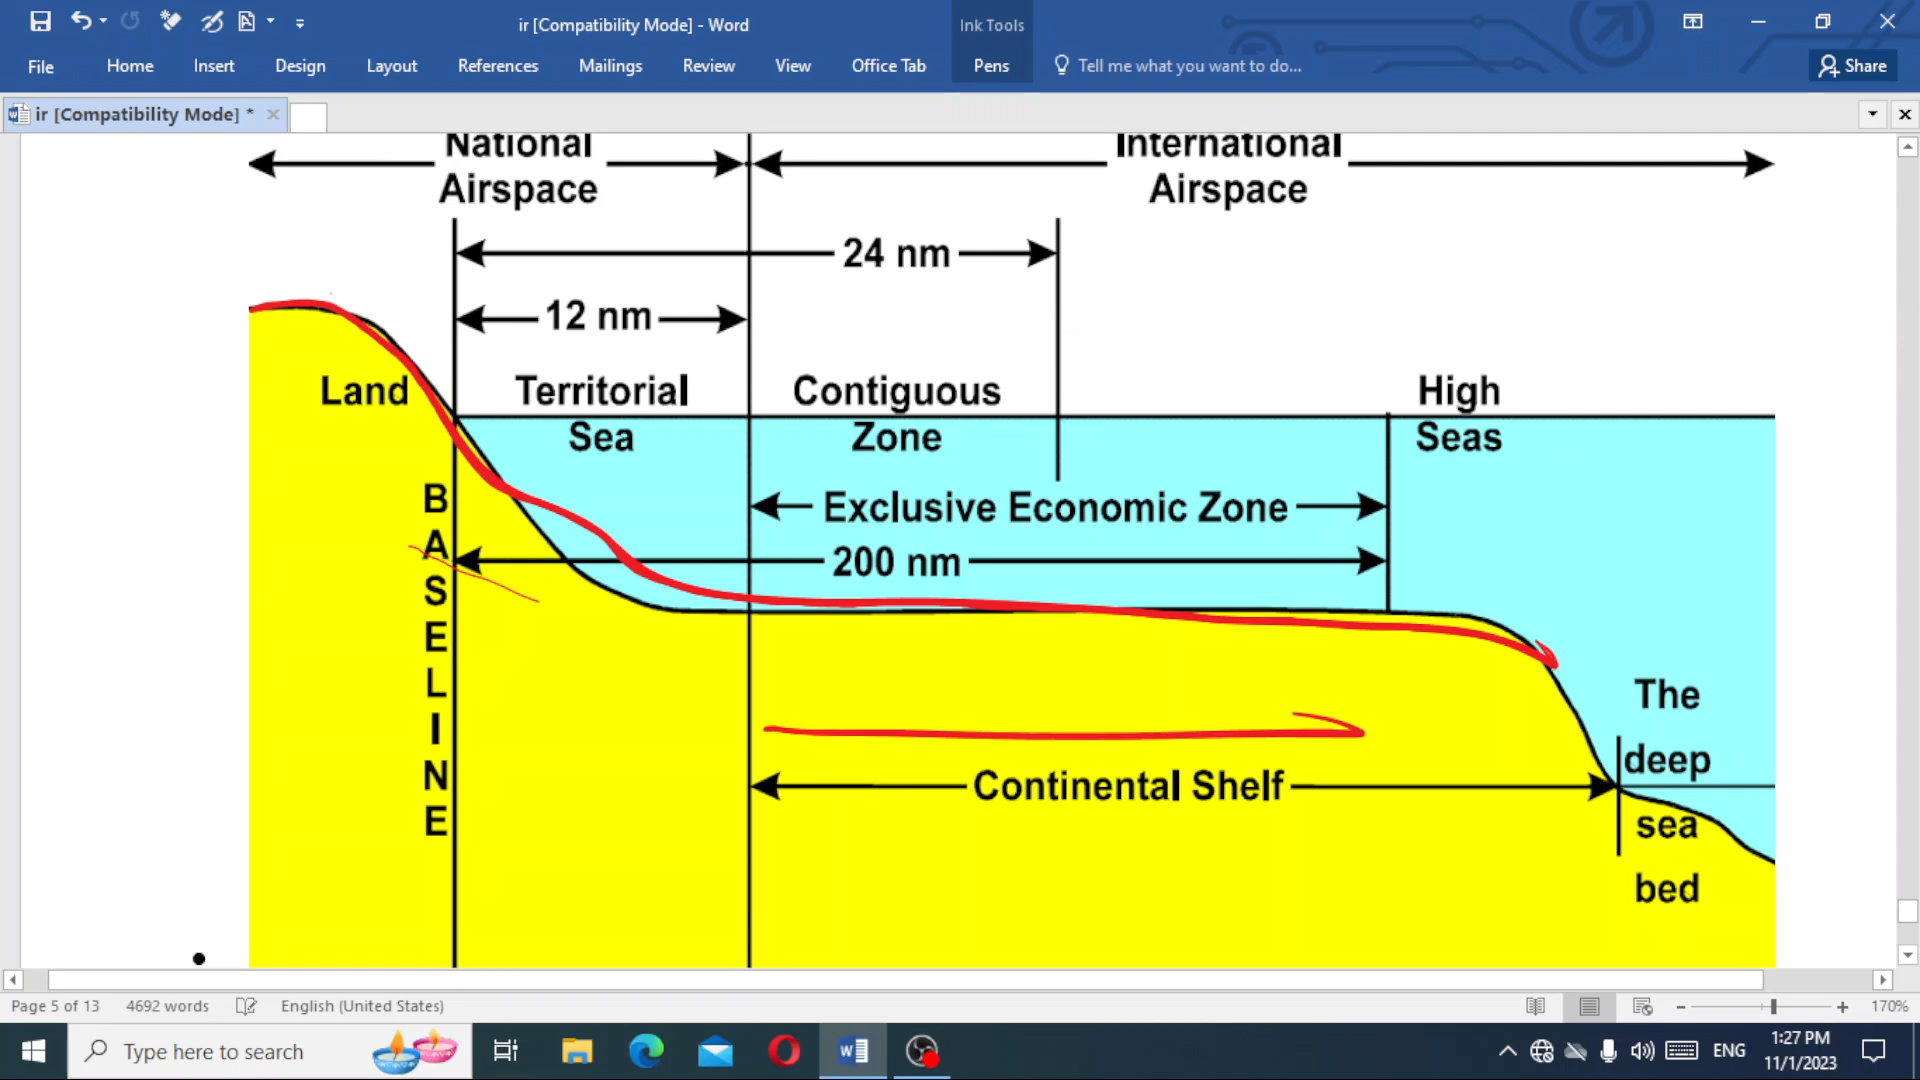 ir [Compatibility Mode] - Word
Ink Tools
File
Home
Insert
Design
Layout
References
Mailings
Review
View
Office Tab
Pens
Tell me what you want to do...
Share
ir [Compatibility Mode] *
National
Airspace
International
Airspace
24 nm
12 nm
Land
Territorial
Sea
Contiguous
Zone
High
Seas
Exclusive Economic Zone
200 nm
BASELINE
Continental Shelf
The
deep
sea
bed
Page 5 of 13
4692 words
English (United States)
170%
Type here to search
ENG
1:27 PM
11/1/2023